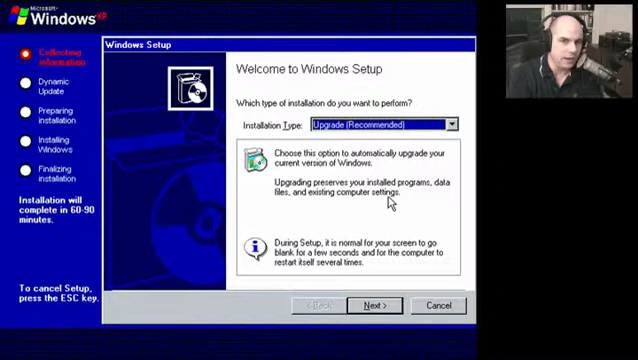 Microsoft
Windows xp
Collecting
information
Dynamic
Update
Preparing
installation
Installing
Windows
Finalizing
installation
Installation will
complete in 60-90
minutes.
To cancel Setup,
press the ESC key.
Windows Setup
Welcome to Windows Setup
Which type of installation do you want to perform?
Installation Type: Upgrade (Recommended)
Choose this option to automatically upgrade your
current version of Windows.
Upgrading preserves your installed programs, data
files, and existing computer settings.
During Setup, it is normal for your screen to go
blank for a few seconds and for the computer to
restart itself several times.
< Back Next > Cancel